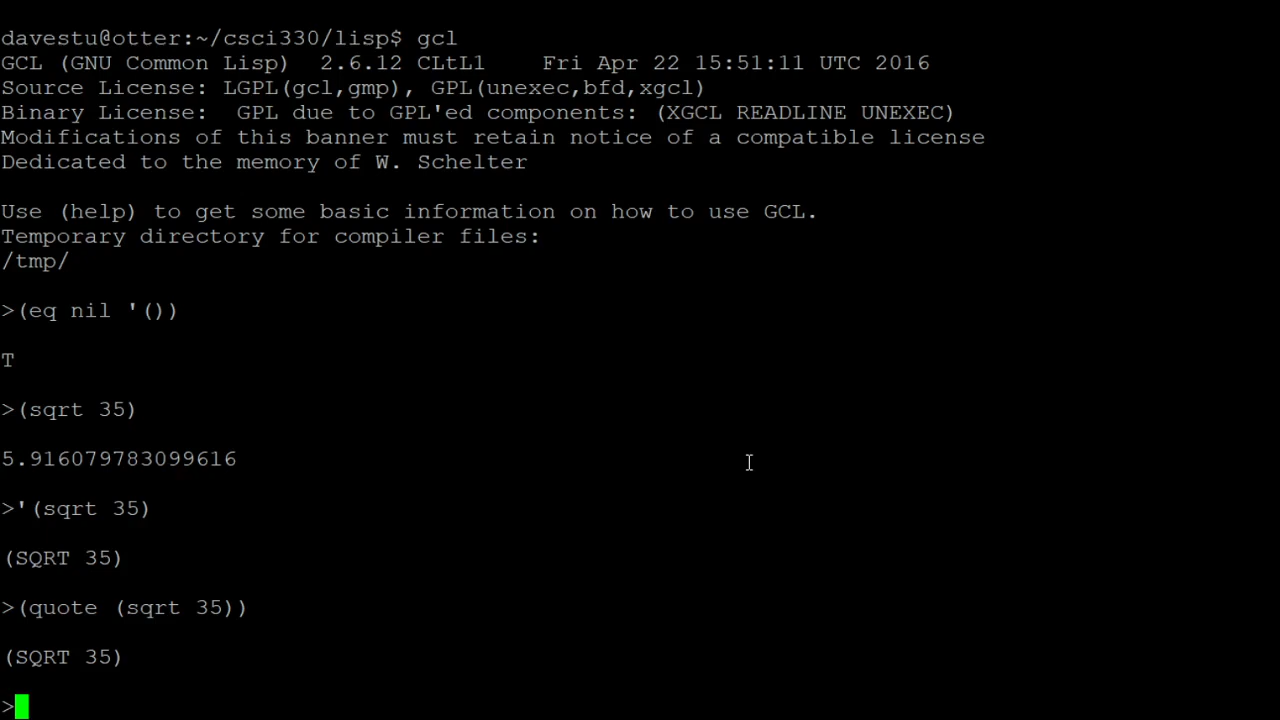 davestu@otter:~/csci330/lisp$ gcl
GCL (GNU Common Lisp)  2.6.12 CLtL1    Fri Apr 22 15:51:11 UTC 2016
Source License: LGPL(gcl,gmp), GPL(unexec,bfd,xgcl)
Binary License:  GPL due to GPL'ed components: (XGCL READLINE UNEXEC)
Modifications of this banner must retain notice of a compatible license
Dedicated to the memory of W. Schelter
Use (help) to get some basic information on how to use GCL.
Temporary directory for compiler files:
/tmp/
>(eq nil '())
T
>(sqrt 35)
5.916079783099616
>'(sqrt 35)
(SQRT 35)
>(quote (sqrt 35))
(SQRT 35)
>